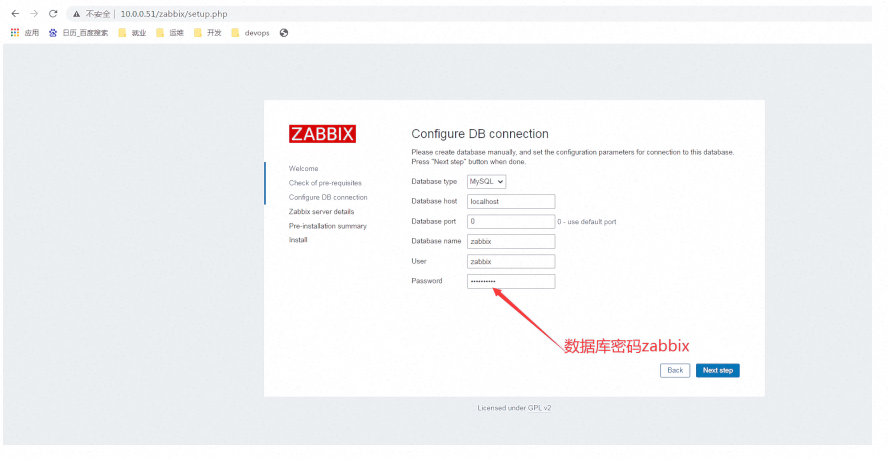 不安全 | 10.0.0.51/zabbix/setup.php
应用 日历_百度搜索 就业 运维 开发 devops
ZABBIX
Welcome
Check of pre-requisites
Configure DB connection
Zabbix server details
Pre-installation summary
Install
Configure DB connection
Please create database manually, and set the configuration parameters for connection to this database.
Press "Next step" button when done.
Database type MySQL
Database host localhost
Database port 0 0 - use default port
Database name zabbix
User zabbix
Password ••••••••••
数据库密码zabbix
Back Next step
Licensed under GPL v2